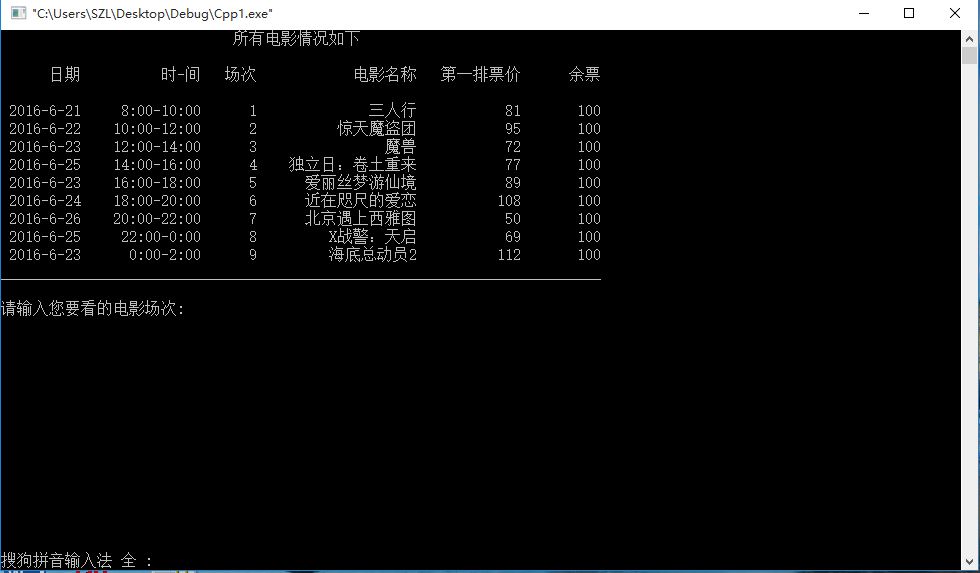 "C:\Users\SZL\Desktop\Debug\Cpp1.exe"
所有电影情况如下
日期 时-间 场次 电影名称 第一排票价 余票
2016-6-21 8:00-10:00 1 三人行 81 100
2016-6-22 10:00-12:00 2 惊天魔盗团 95 100
2016-6-23 12:00-14:00 3 魔兽 72 100
2016-6-25 14:00-16:00 4 独立日：卷土重来 77 100
2016-6-23 16:00-18:00 5 爱丽丝梦游仙境 89 100
2016-6-24 18:00-20:00 6 近在咫尺的爱恋 108 100
2016-6-26 20:00-22:00 7 北京遇上西雅图 50 100
2016-6-25 22:00-0:00 8 X战警：天启 69 100
2016-6-23 0:00-2:00 9 海底总动员2 112 100
请输入您要看的电影场次:
搜狗拼音输入法 全 :